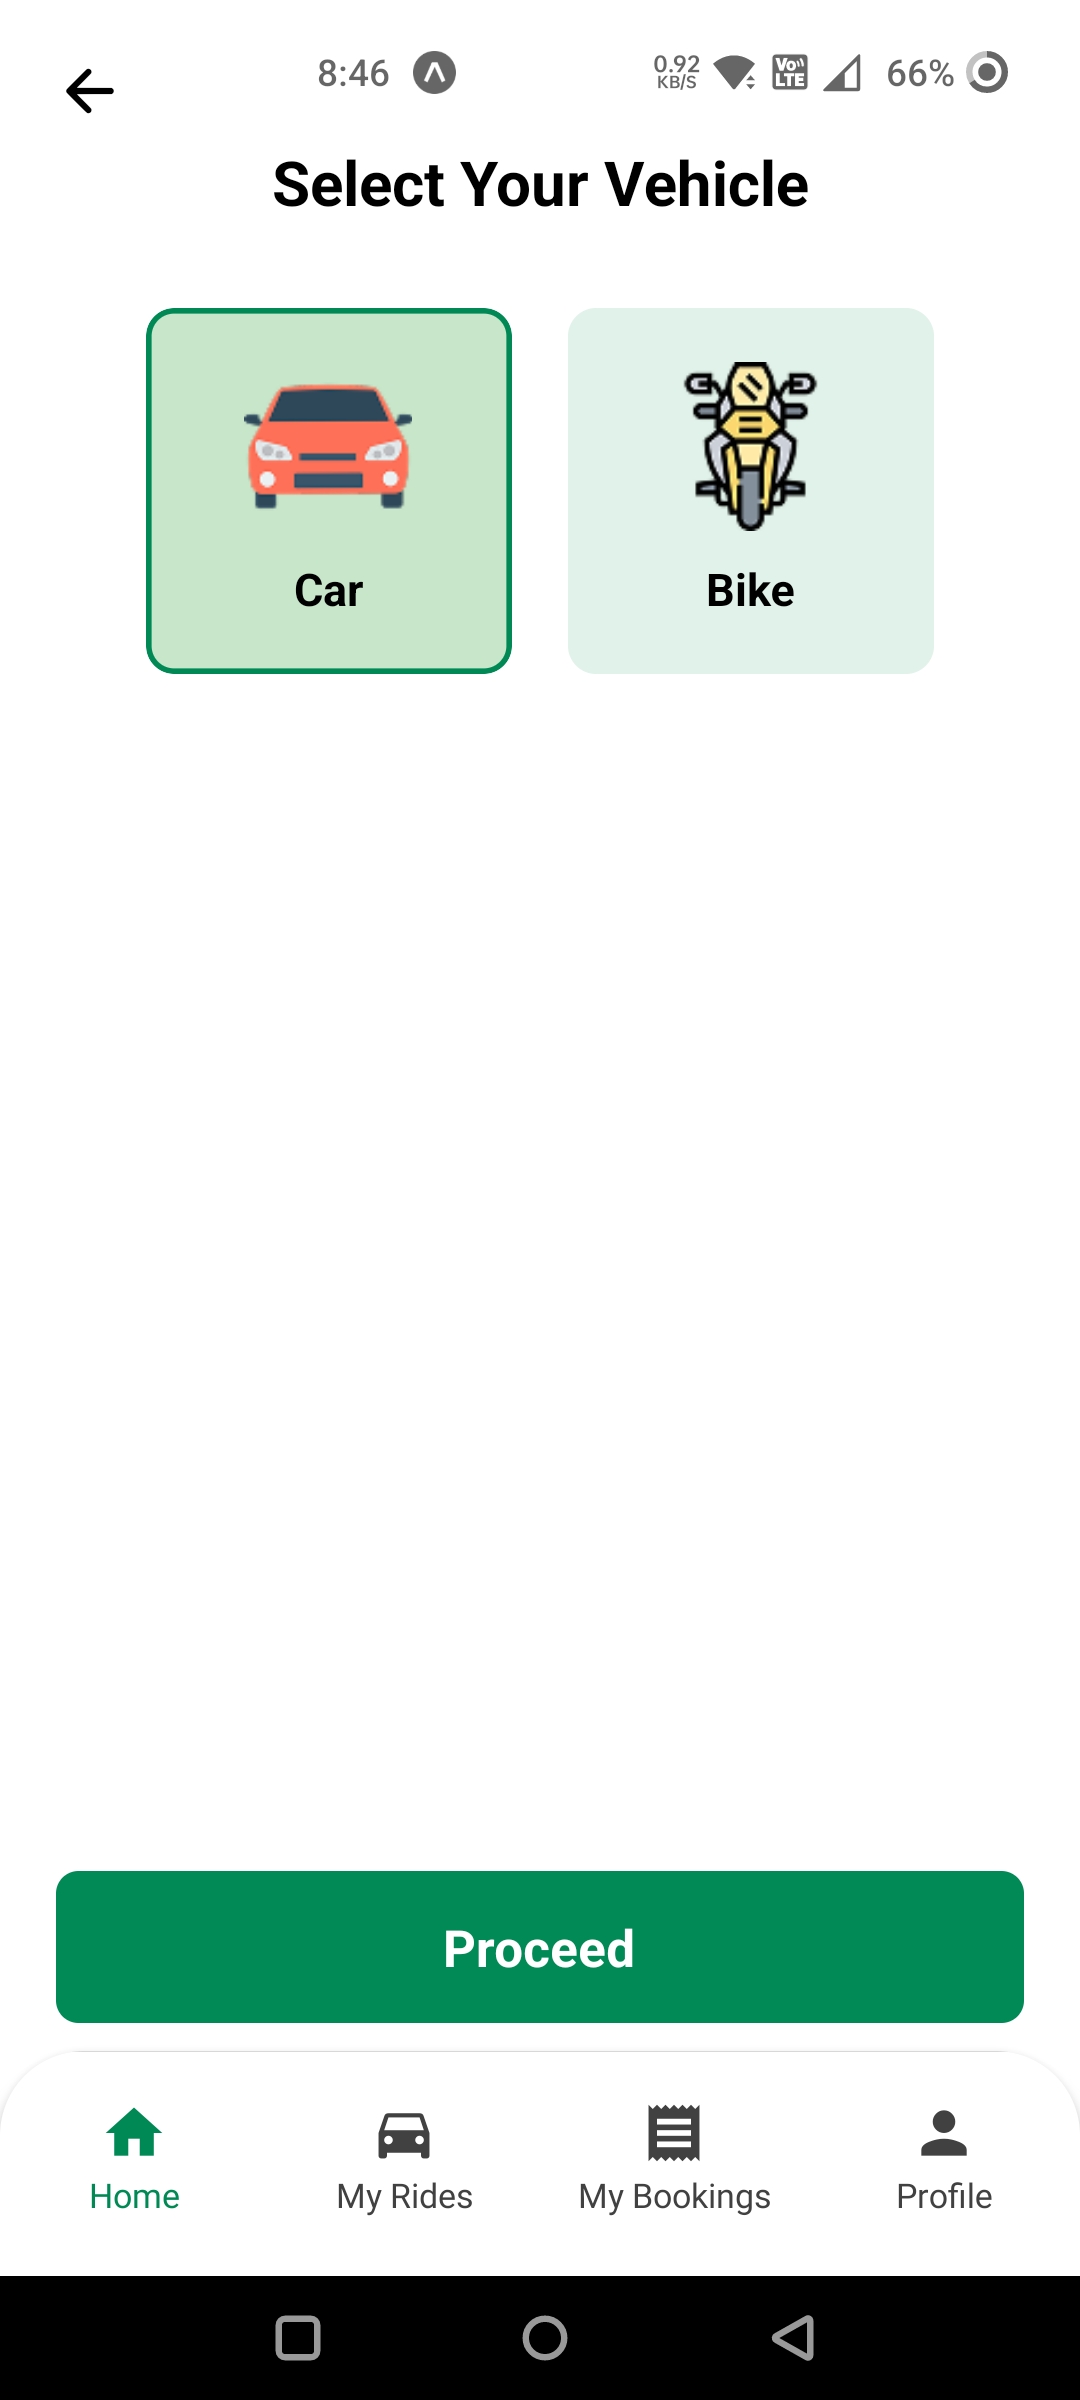 8:46
0.92
KB/S
Vo))
LTE
66%
Select Your Vehicle
Car
Bike
Proceed
Home
My Rides
My Bookings
Profile